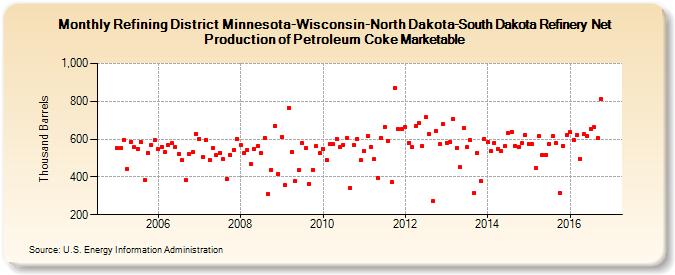 Monthly Refining District Minnesota-Wisconsin-North Dakota-South Dakota Refinery Net
Production of Petroleum Coke Marketable
Thousand Barrels
1,000
800
600
400
200
2006
2008
2010
2012
2014
2016
Source: U.S. Energy Information Administration